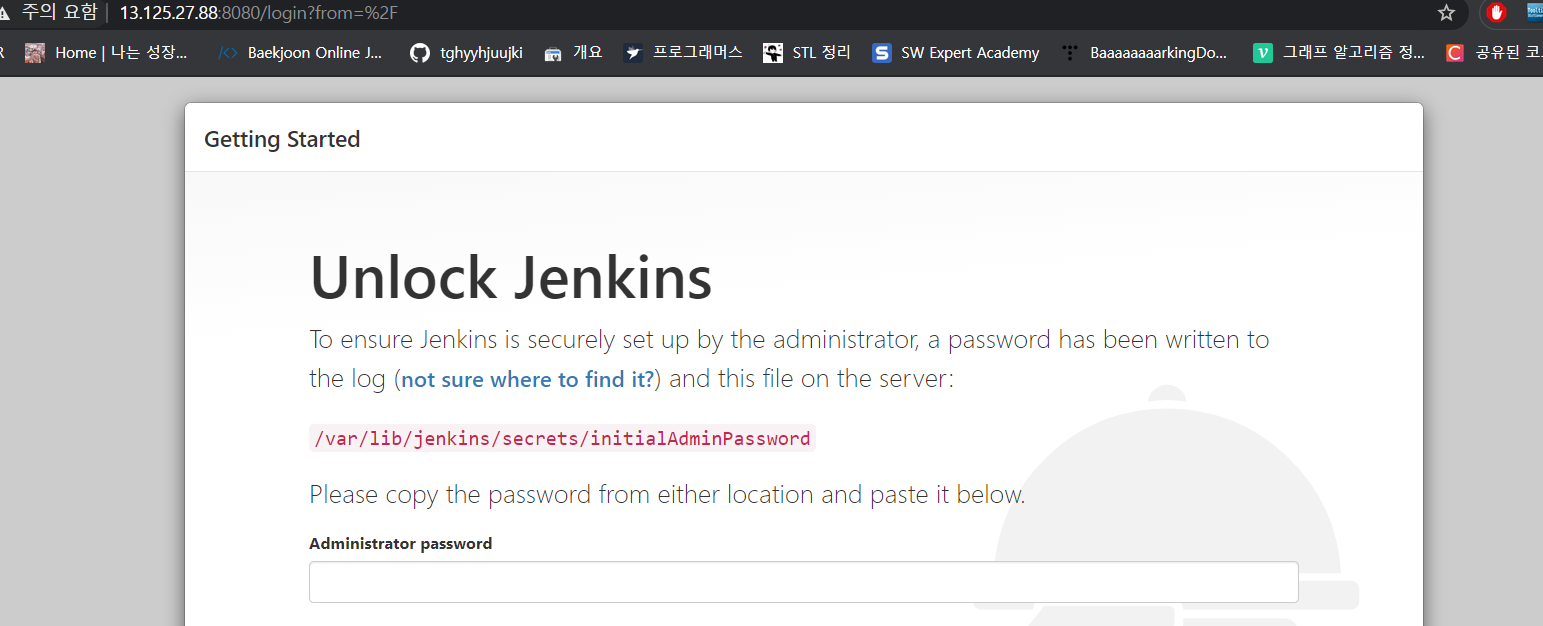 주의 요함 | 13.125.27.88:8080/login?from=%2F
R Home | 나는 성장... Baekjoon Online J... tghyyhjuujki 개요 프로그래머스 STL 정리 S SW Expert Academy BaaaaaaaarkingDo... V 그래프 알고리즘 정... C 공유된 코
Getting Started
Unlock Jenkins
To ensure Jenkins is securely set up by the administrator, a password has been written to
the log (not sure where to find it?) and this file on the server:
/var/lib/jenkins/secrets/initialAdminPassword
Please copy the password from either location and paste it below.
Administrator password